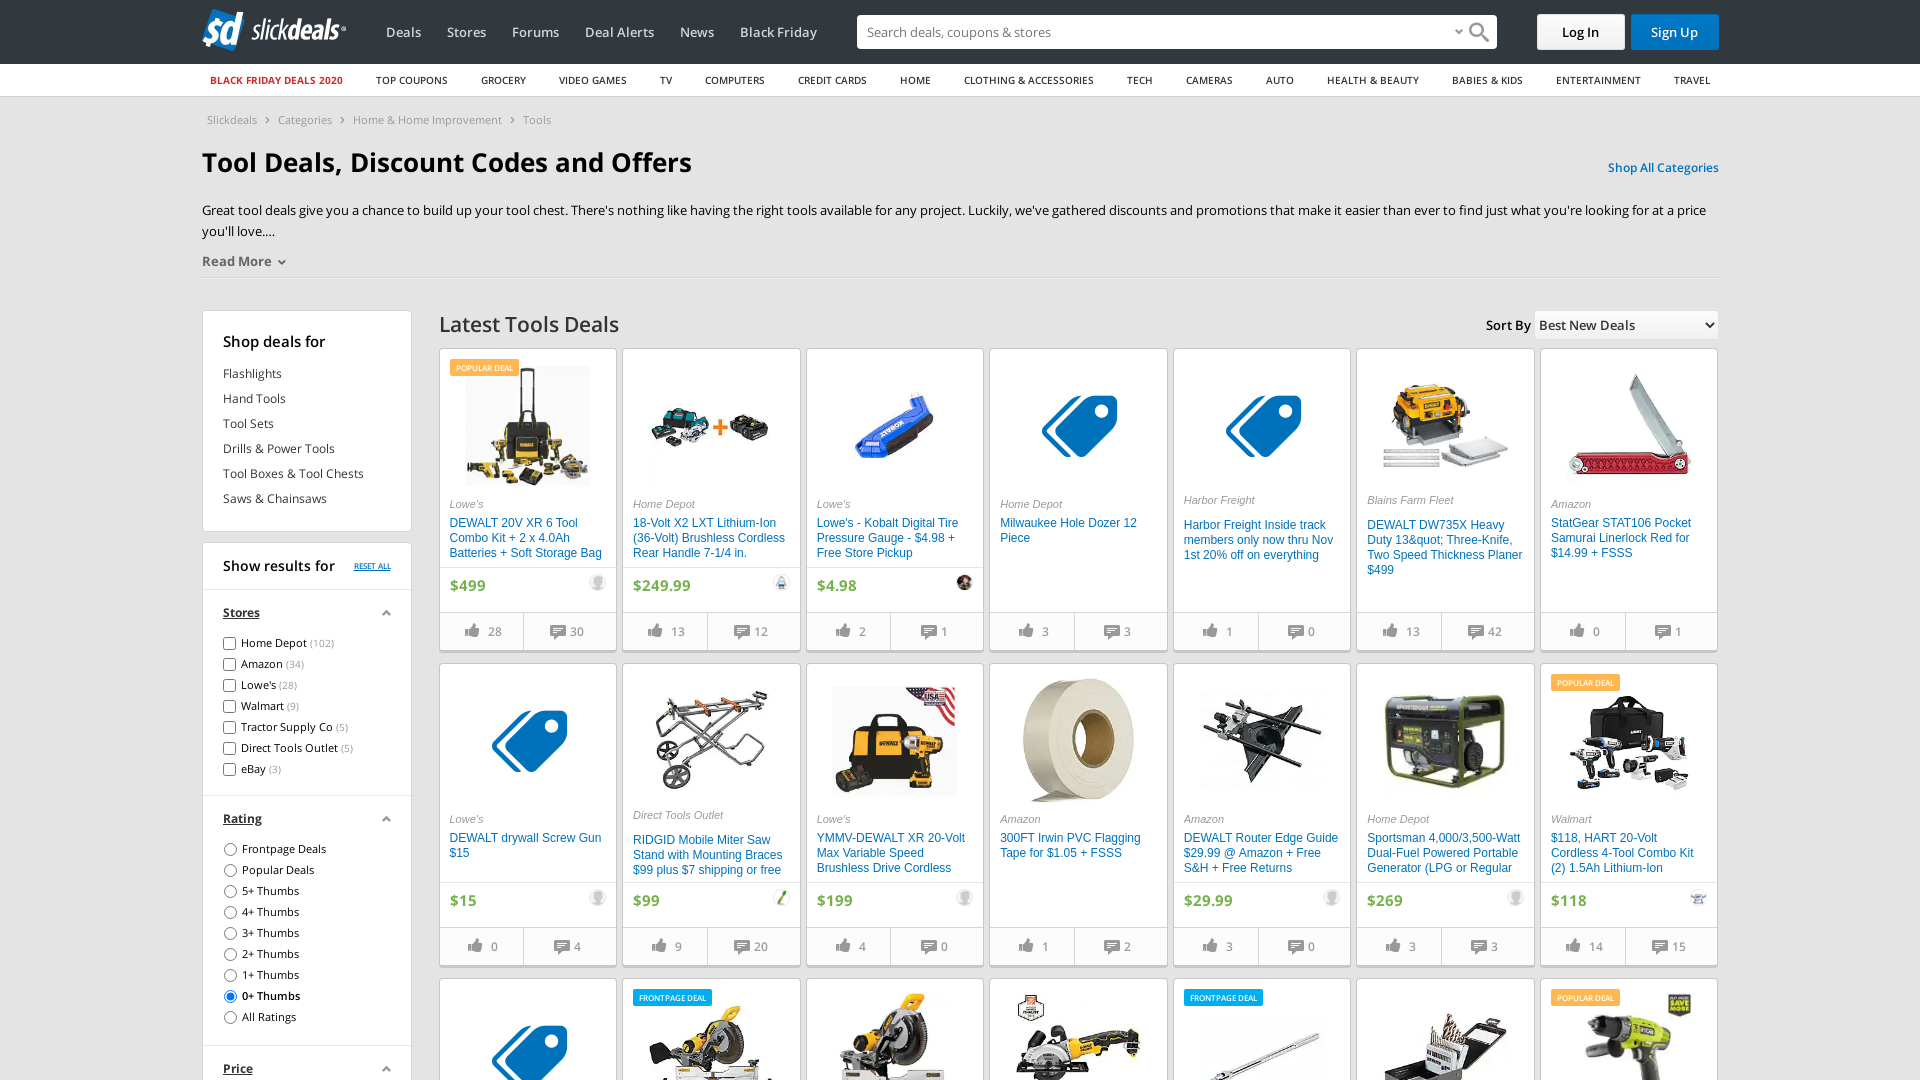 slickdeals
Deals
Stores
Forums
Deal Alerts
News
Black Friday
Search deals, coupons & stores
Log In
Sign Up
BLACK FRIDAY DEALS 2020
TOP COUPONS
GROCERY
VIDEO GAMES
TV
COMPUTERS
CREDIT CARDS
HOME
CLOTHING & ACCESSORIES
TECH
CAMERAS
AUTO
HEALTH & BEAUTY
BABIES & KIDS
ENTERTAINMENT
TRAVEL
Slickdeals > Categories > Home & Home Improvement > Tools
Tool Deals, Discount Codes and Offers
Shop All Categories
Great tool deals give you a chance to build up your tool chest. There's nothing like having the right tools available for any project. Luckily, we've gathered discounts and promotions that make it easier than ever to find just what you're looking for at a price
you'll love....
Read More
Shop deals for
Flashlights
Hand Tools
Tool Sets
Drills & Power Tools
Tool Boxes & Tool Chests
Saws & Chainsaws
Show results for
RESET ALL
Stores
Home Depot (102)
Amazon (34)
Lowe's (28)
Walmart (9)
Tractor Supply Co (5)
Direct Tools Outlet (5)
eBay (3)
Rating
Frontpage Deals
Popular Deals
5+ Thumbs
4+ Thumbs
3+ Thumbs
2+ Thumbs
1+ Thumbs
0+ Thumbs
All Ratings
Price
Latest Tools Deals
Sort By
Best New Deals
POPULAR DEAL
Lowe's
DEWALT 20V XR 6 Tool
Combo Kit + 2 x 4.0Ah
Batteries + Soft Storage Bag
$499
28
30
Home Depot
18-Volt X2 LXT Lithium-Ion
(36-Volt) Brushless Cordless
Rear Handle 7-1/4 in.
$249.99
13
12
KOBALT
Lowe's
Lowe's - Kobalt Digital Tire
Pressure Gauge - $4.98 +
Free Store Pickup
$4.98
2
1
Home Depot
Milwaukee Hole Dozer 12
Piece
3
3
Harbor Freight
Harbor Freight Inside track
members only now thru Nov
1st 20% off on everything
1
0
Blains Farm Fleet
DEWALT DW735X Heavy
Duty 13&quot; Three-Knife,
Two Speed Thickness Planer
$499
13
42
Amazon
StatGear STAT106 Pocket
Samurai Linerlock Red for
$14.99 + FSSS
0
1
Lowe's
DEWALT drywall Screw Gun
$15
$15
0
4
Direct Tools Outlet
RIDGID Mobile Miter Saw
Stand with Mounting Braces
$99 plus $7 shipping or free
$99
9
20
USA
Lowe's
YMMV-DEWALT XR 20-Volt
Max Variable Speed
Brushless Drive Cordless
$199
4
0
Amazon
300FT Irwin PVC Flagging
Tape for $1.05 + FSSS
1
2
Amazon
DEWALT Router Edge Guide
$29.99 @ Amazon + Free
S&H + Free Returns
$29.99
3
0
SPORTSMAN
Home Depot
Sportsman 4,000/3,500-Watt
Dual-Fuel Powered Portable
Generator (LPG or Regular
$269
3
3
POPULAR DEAL
HART
Walmart
$118, HART 20-Volt
Cordless 4-Tool Combo Kit
(2) 1.5Ah Lithium-Ion
$118
14
15
FRONTPAGE DEAL
FRONTPAGE DEAL
POPULAR DEAL
SAVE
MORE